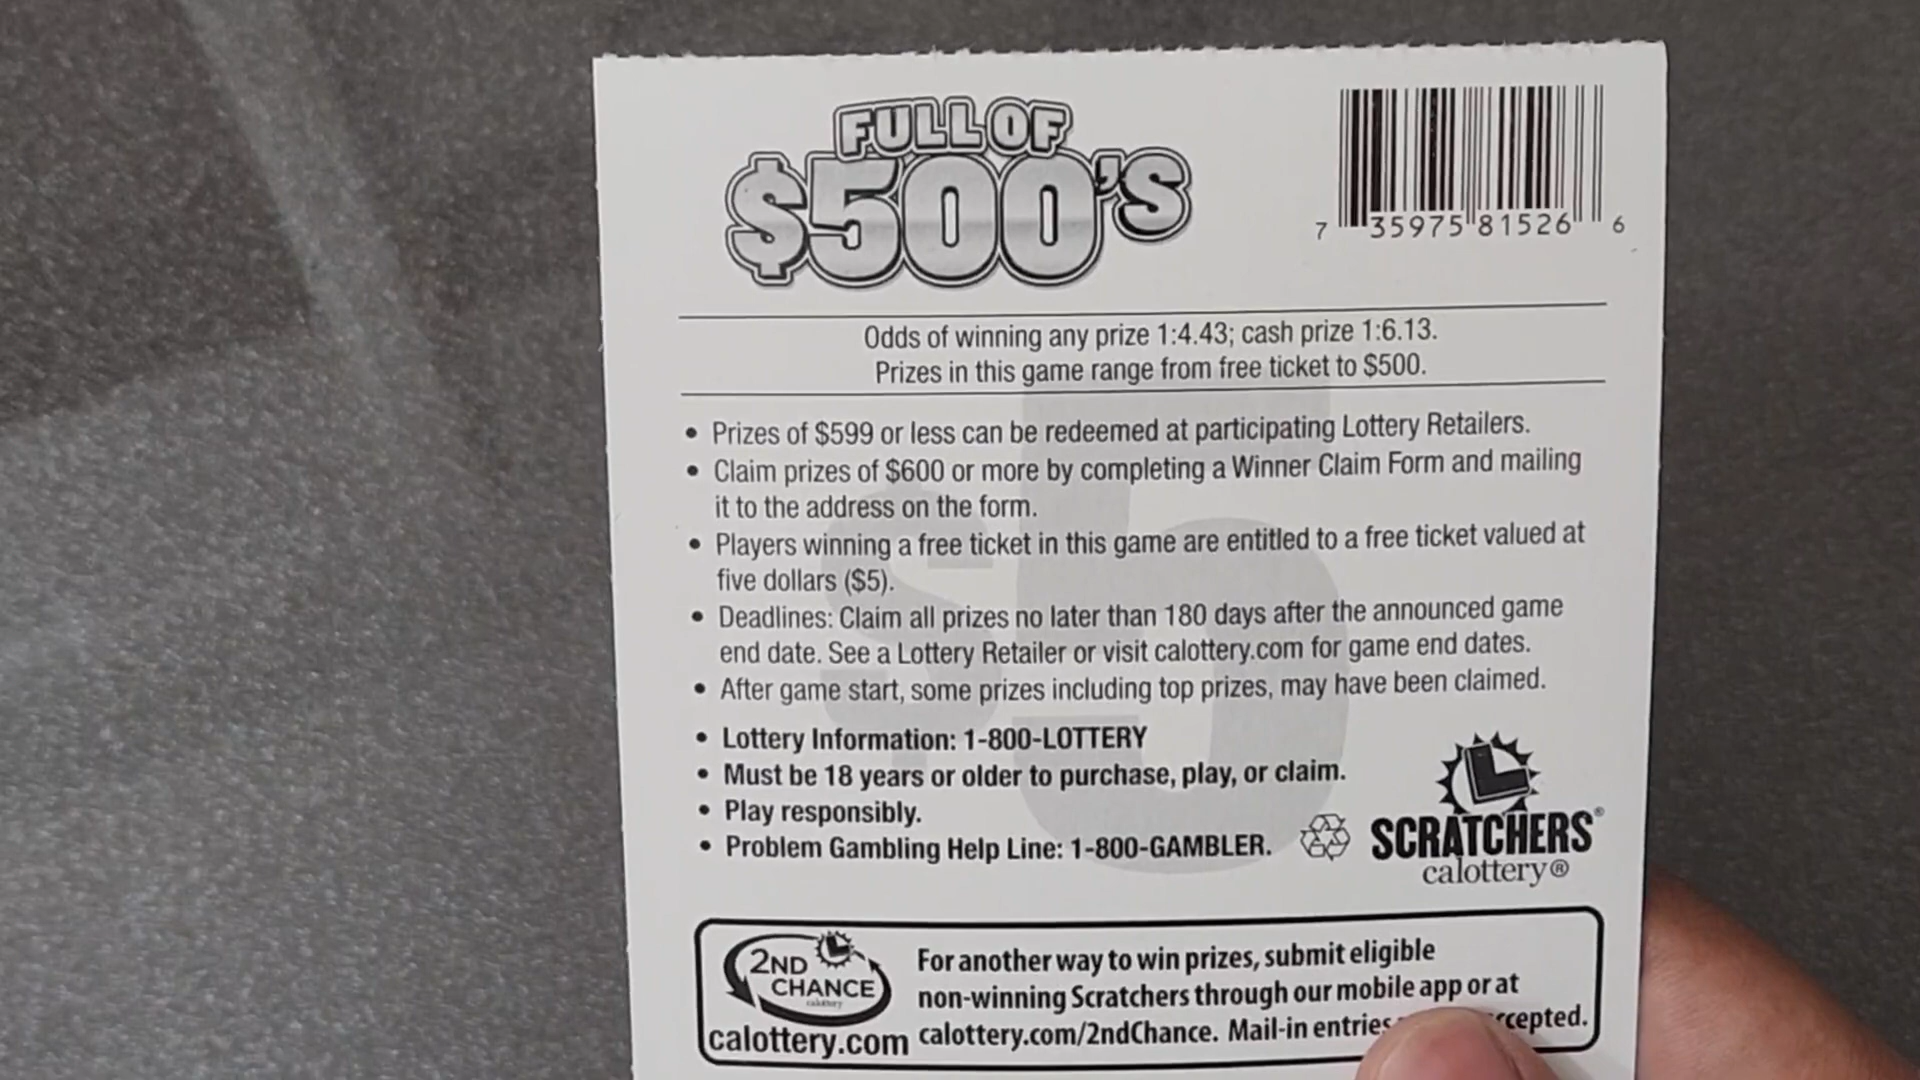 FULL OF
$500'S
7 35975 81526 6
Odds of winning any prize 1:4.43; cash prize 1:6.13.
Prizes in this game range from free ticket to $500.
• Prizes of $599 or less can be redeemed at participating Lottery Retailers.
• Claim prizes of $600 or more by completing a Winner Claim Form and mailing
it to the address on the form.
• Players winning a free ticket in this game are entitled to a free ticket valued at
five dollars ($5).
• Deadlines: Claim all prizes no later than 180 days after the announced game
end date. See a Lottery Retailer or visit calottery.com for game end dates.
• After game start, some prizes including top prizes, may have been claimed.
• Lottery Information: 1-800-LOTTERY
• Must be 18 years or older to purchase, play, or claim.
• Play responsibly.
• Problem Gambling Help Line: 1-800-GAMBLER.
$5
SCRATCHERS®
calottery®
2ND
CHANCE
calottery
calottery.com
For another way to win prizes, submit eligible
non-winning Scratchers through our mobile app or at
calottery.com/2ndChance. Mail-in entries